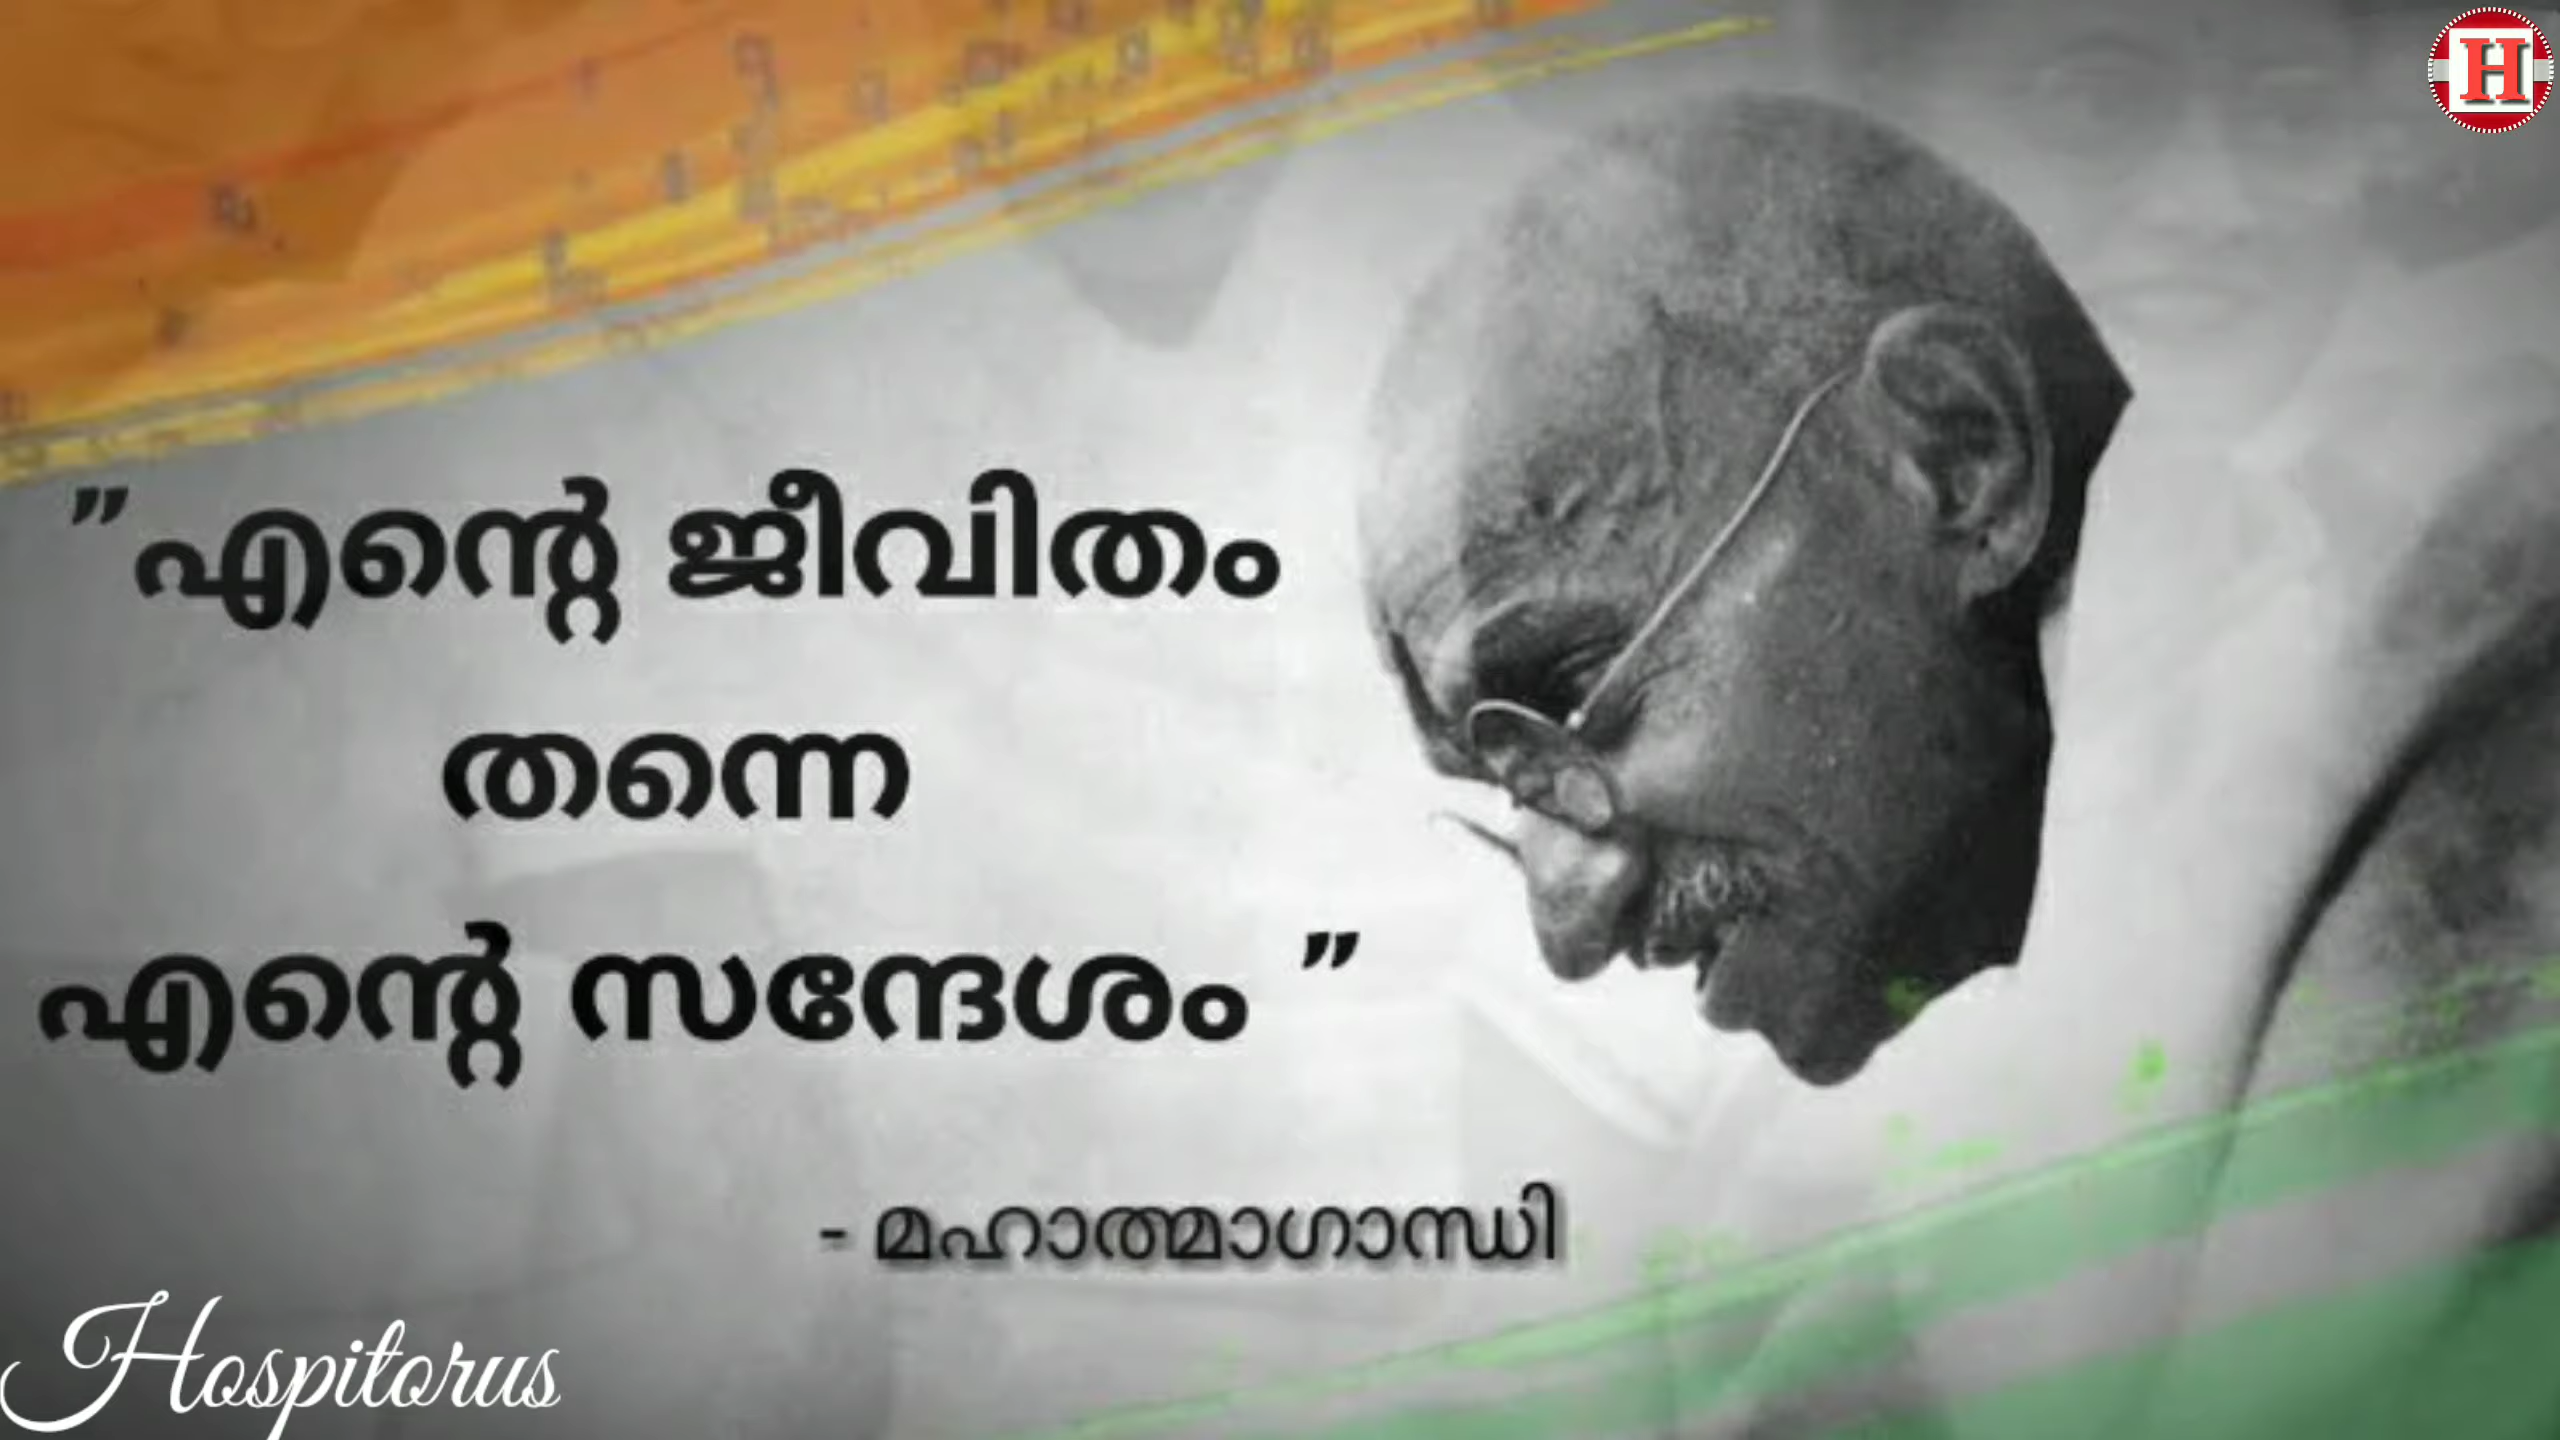 H
"എന്റെ ജീവിതം
തന്നെ
എന്റെ സന്ദേശം "
- മഹാത്മാഗാന്ധി
Hospitorus